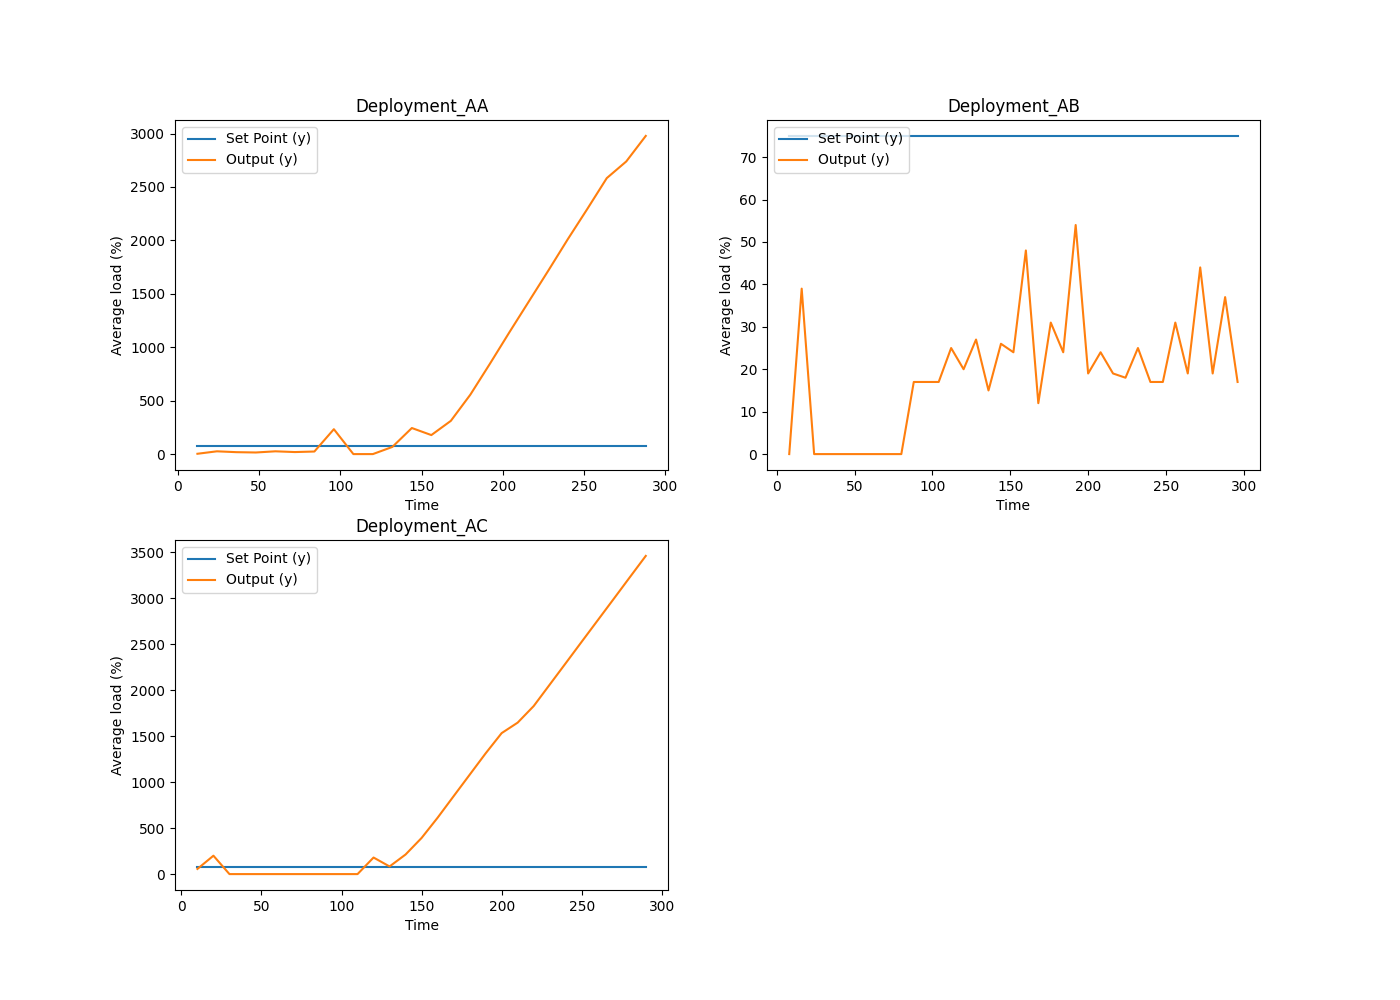 Deployment_AA
Set Point (y)
Output (y)
Average load (%)
3000
2500
2000
1500
1000
500
0
0 50 100 150 200 250 300
Time
Deployment_AB
Set Point (y)
Output (y)
Average load (%)
70
60
50
40
30
20
10
0
0 50 100 150 200 250 300
Time
Deployment_AC
Set Point (y)
Output (y)
Average load (%)
3500
3000
2500
2000
1500
1000
500
0
0 50 100 150 200 250 300
Time